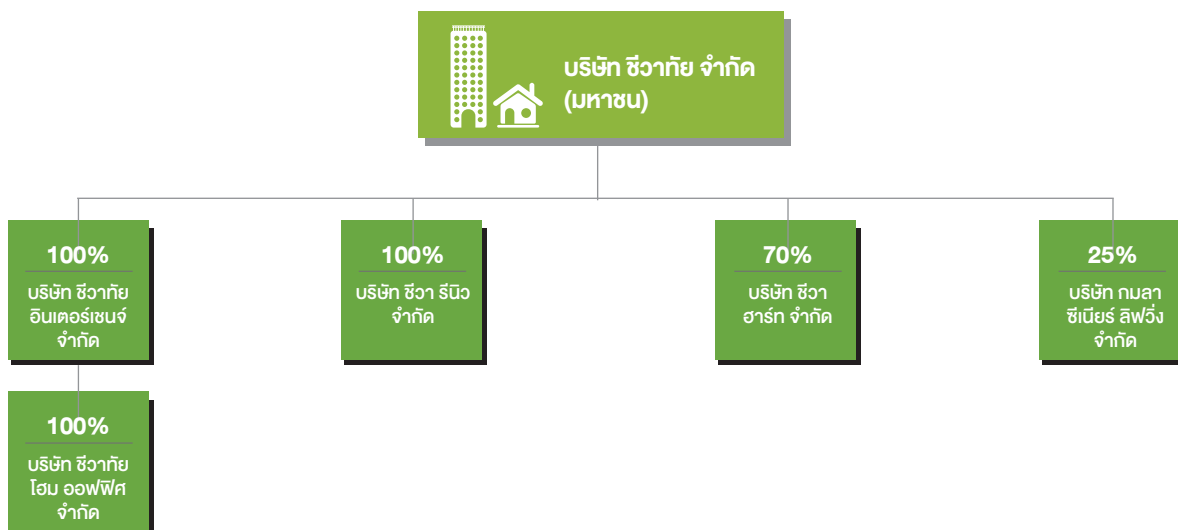 บริษัท ชีวาทัย จำกัด
(มหาชน)
100%
บริษัท ชีวาทัย
อินเตอร์เชนจ์
จำกัด
100%
บริษัท ชีวา รีนิว
จำกัด
70%
บริษัท ชีวา
ฮาร์ท จำกัด
25%
บริษัท กมลา
ซีเนียร์ ลิฟวิ่ง
จำกัด
100%
บริษัท ชีวาทัย
โฮม ออฟฟิศ
จำกัด